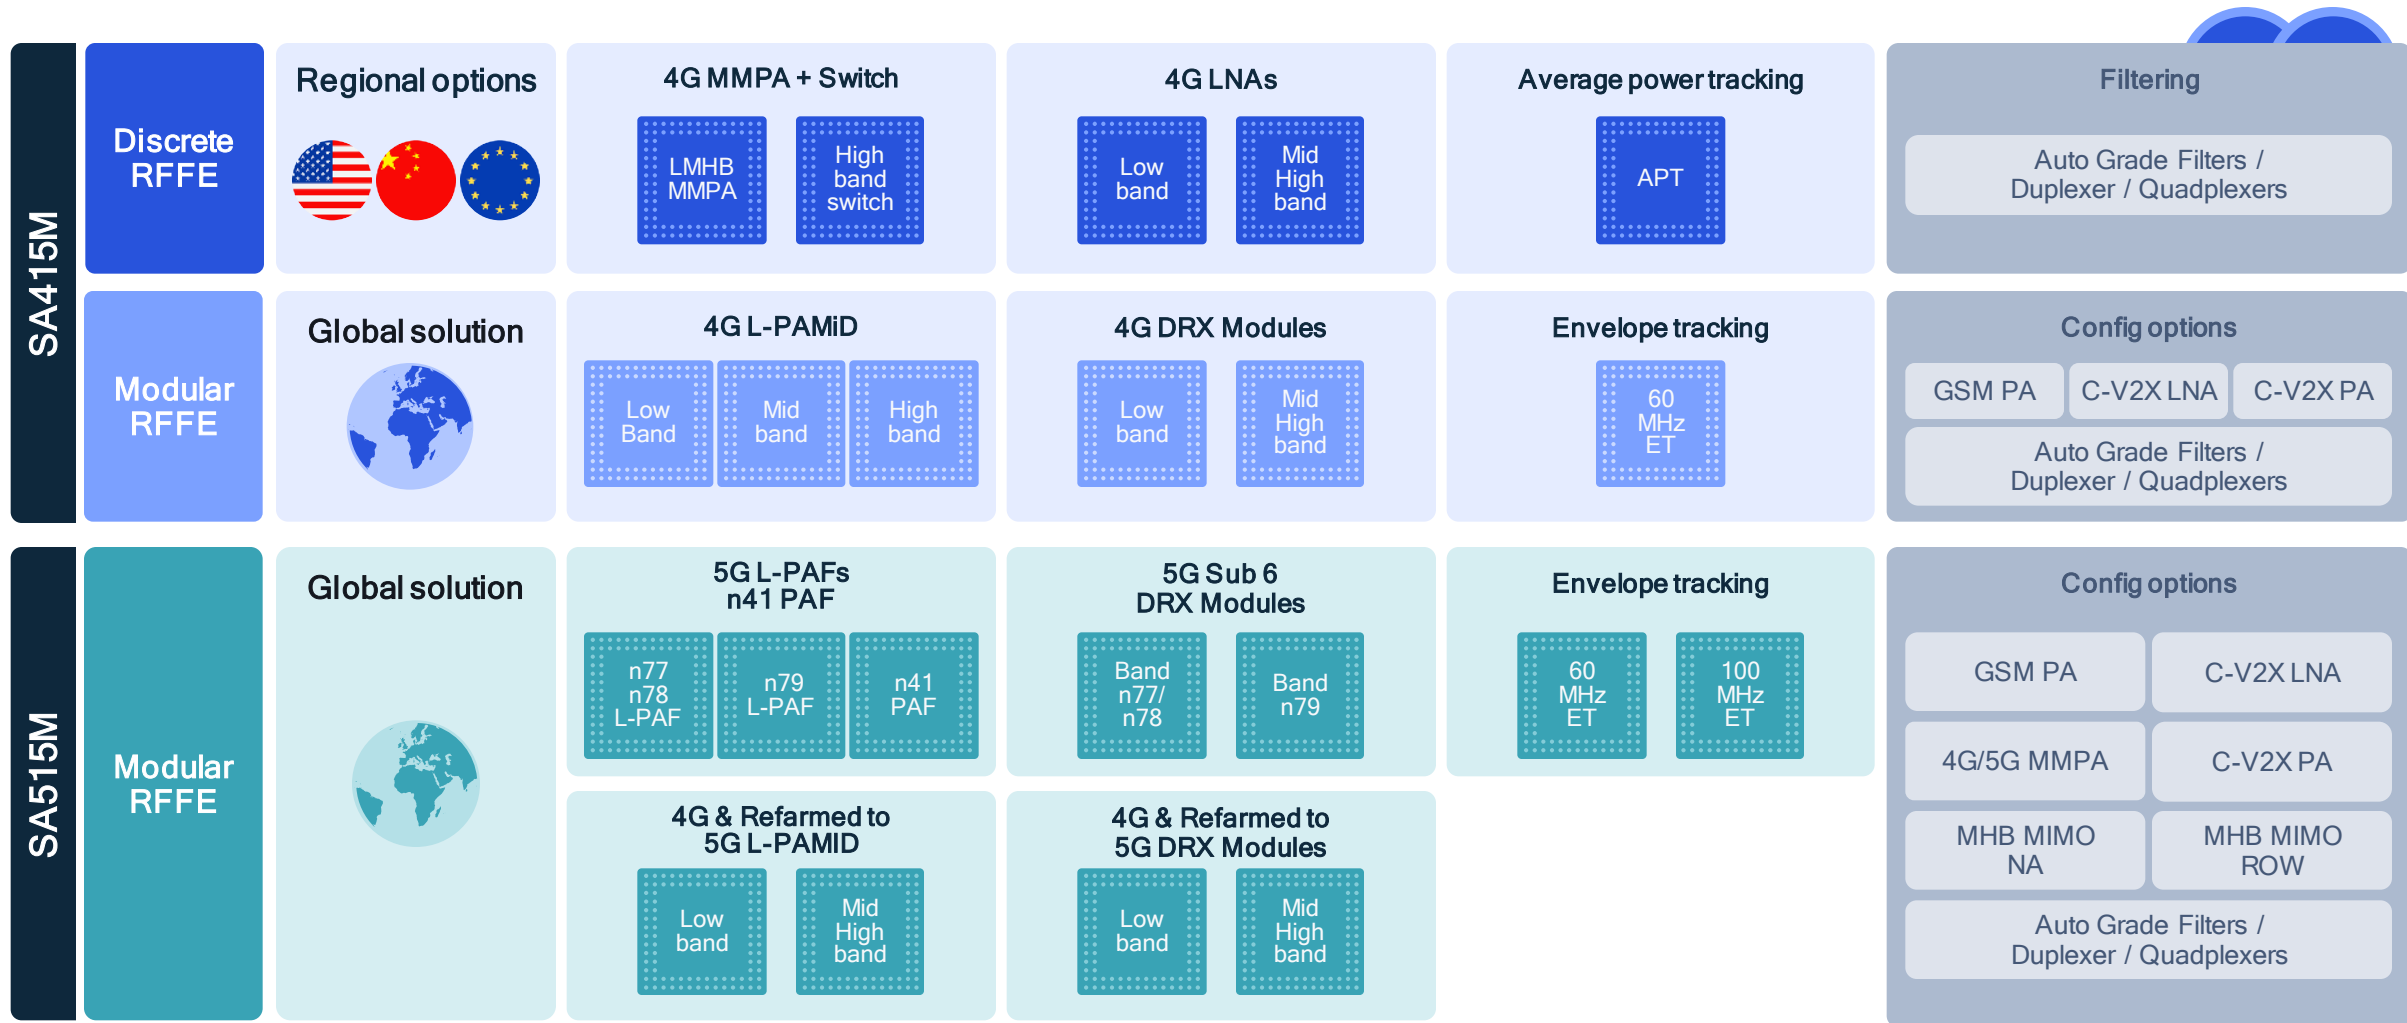 SA415M
Discrete
RFFE
Regional options
4G MMPA + Switch
LMHB
MMPA
High
band
switch
4G LNAs
Low
band
Mid
High
band
Average power tracking
APT
Filtering
Auto Grade Filters /
Duplexer / Quadplexers
Modular
RFFE
Global solution
4G L-PAMiD
Low
Band
Mid
band
High
band
4G DRX Modules
Low
band
Mid
High
band
Envelope tracking
60
MHz
ET
Config options
GSM PA
C-V2X LNA
C-V2X PA
Auto Grade Filters /
Duplexer / Quadplexers
SA515M
Modular
RFFE
Global solution
5G L-PAFs
n41 PAF
n77
n78
L-PAF
n79
L-PAF
n41
PAF
5G Sub 6
DRX Modules
Band
n77/
n78
Band
n79
Envelope tracking
60
MHz
ET
100
MHz
ET
4G & Refarmed to
5G L-PAMID
Low
band
Mid
High
band
4G & Refarmed to
5G DRX Modules
Low
band
Mid
High
band
Config options
GSM PA
C-V2X LNA
4G/5G MMPA
C-V2X PA
MHB MIMO
NA
MHB MIMO
ROW
Auto Grade Filters /
Duplexer / Quadplexers